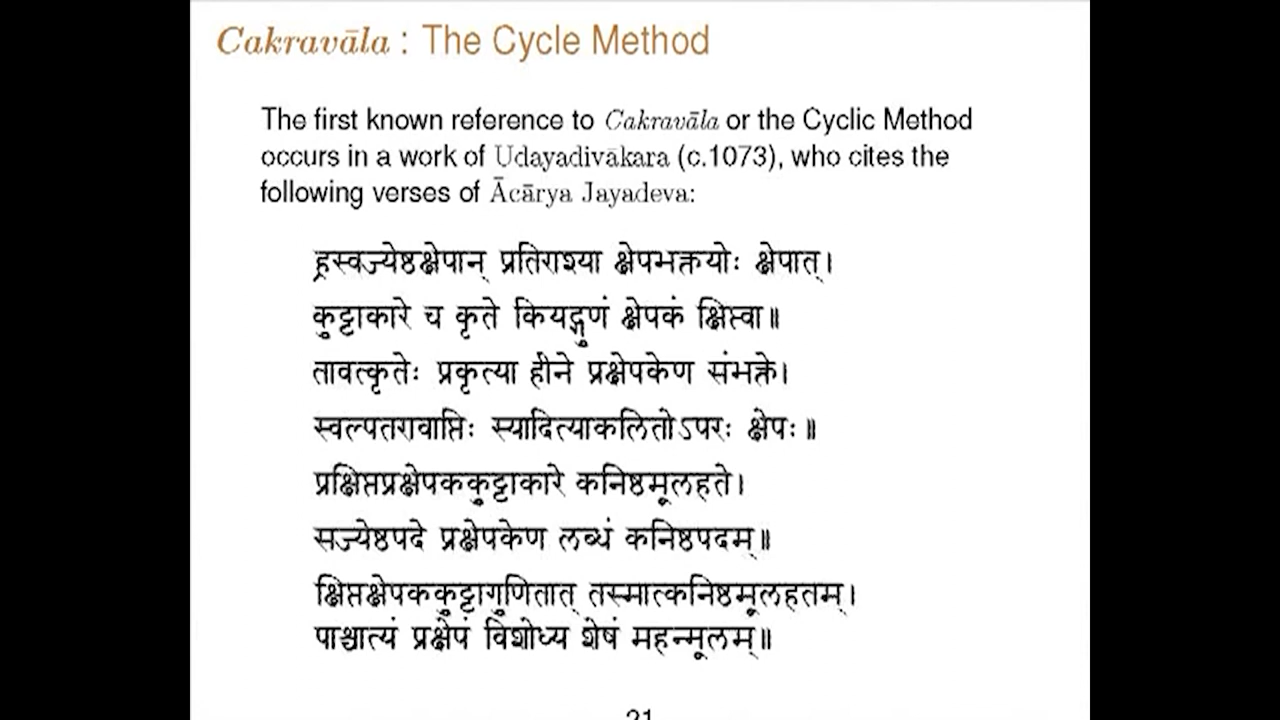 Cakravāla : The Cycle Method
The first known reference to Cakravāla or the Cyclic Method
occurs in a work of Udayadivākara (c.1073), who cites the
following verses of Ācārya Jayadeva:
ह्रस्वज्येष्ठक्षेपान् प्रतिराश्या क्षेपभक्तयोः क्षेपात्।
कुट्टाकारे च कृते कियद्गुणं क्षेपकं क्षिप्त्वा॥
तावत्कृतेः प्रकृत्या हीने प्रक्षेपकेण संभक्ते।
स्वल्पतरावाप्तिः स्यादित्याकलितोऽपरः क्षेपः॥
प्रक्षिप्तप्रक्षेपककुट्टाकारे कनिष्ठमूलहते।
सज्येष्ठपदे प्रक्षेपकेण लब्धं कनिष्ठपदम्॥
क्षिप्तक्षेपककुट्टागुणितात् तस्मात्कनिष्ठमूलहतम्।
पाश्चात्यं प्रक्षेपं विशोध्य शेषं महन्मूलम्॥
21